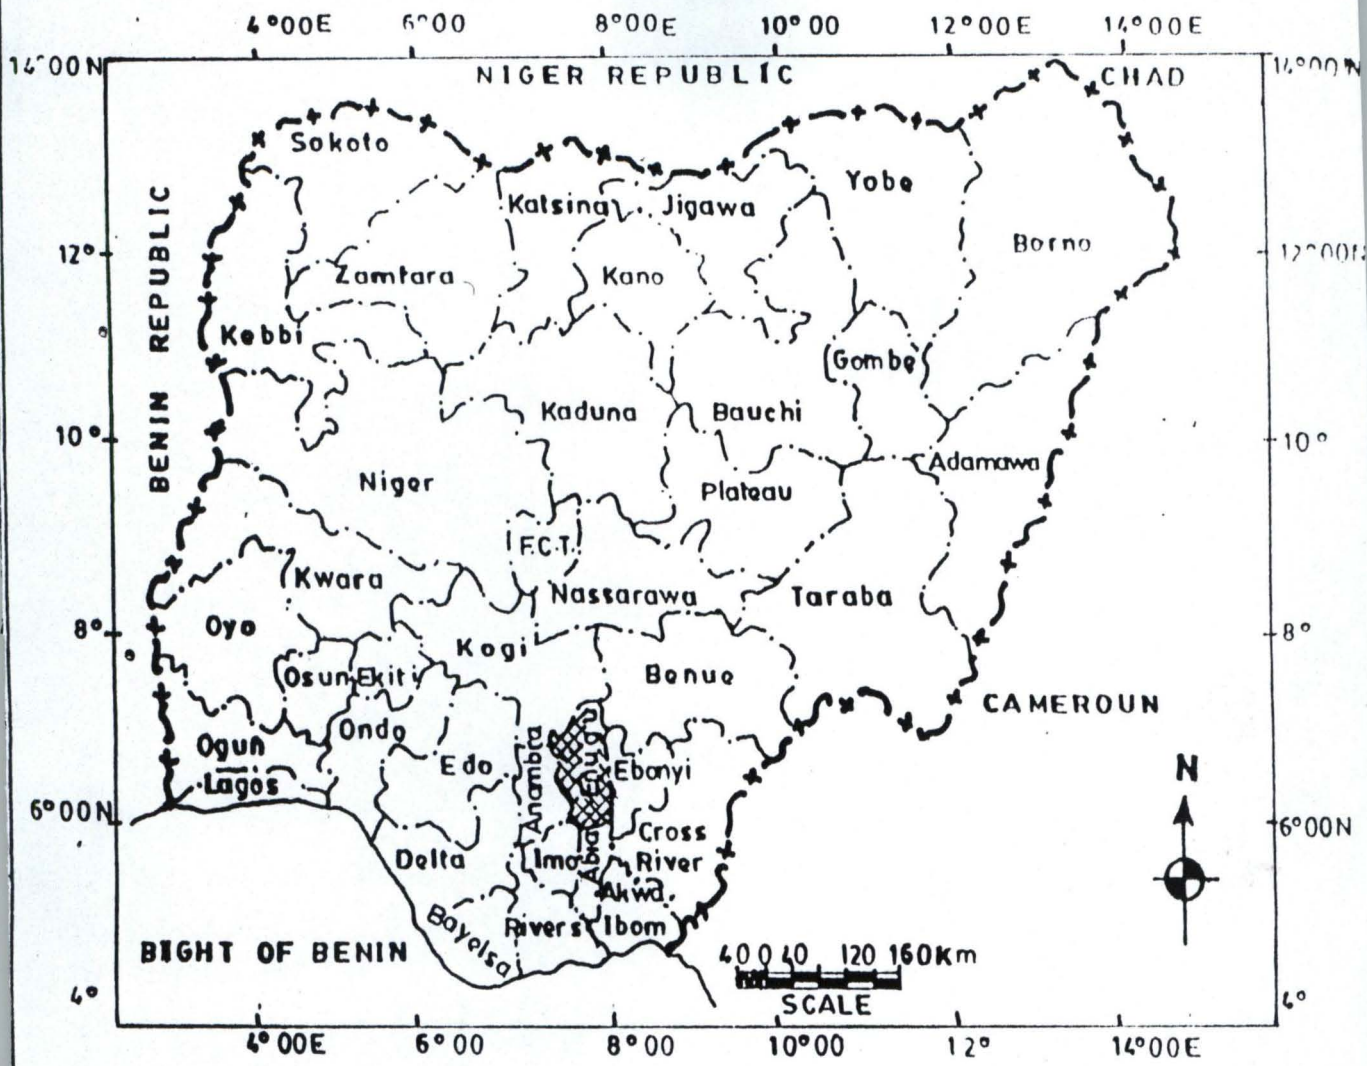 4°00E 6°00 8°00E 10°00 12°00E 14°00E
14°00N NIGER REPUBLIC CHAD 14°00'N
Sokoto
Yobe
Katsina Jigawa
BENIN REPUBLIC
12° Borno 12°00N
Zamfara Kano
Kebbi
Gombe
Kaduna Bauchi
10° 10°
Adamawa
Niger Plateau
F.C.T.
Kwara Nassarawa Taraba
Oyo
8° Kogi 8°
Osun Ekiti Benue
CAMEROUN
Ondo
Ogun Anambra Enugu
Edo Ebonyi N
Lagos
6°00N Cross 6°00N
Delta Imo Abia River
Akwa
Bayelsa Rivers Ibom
BIGHT OF BENIN 40 0 40 120 160Km
SCALE
4° 4°
4°00E 6°00 8°00 10°00E 12° 14°00E